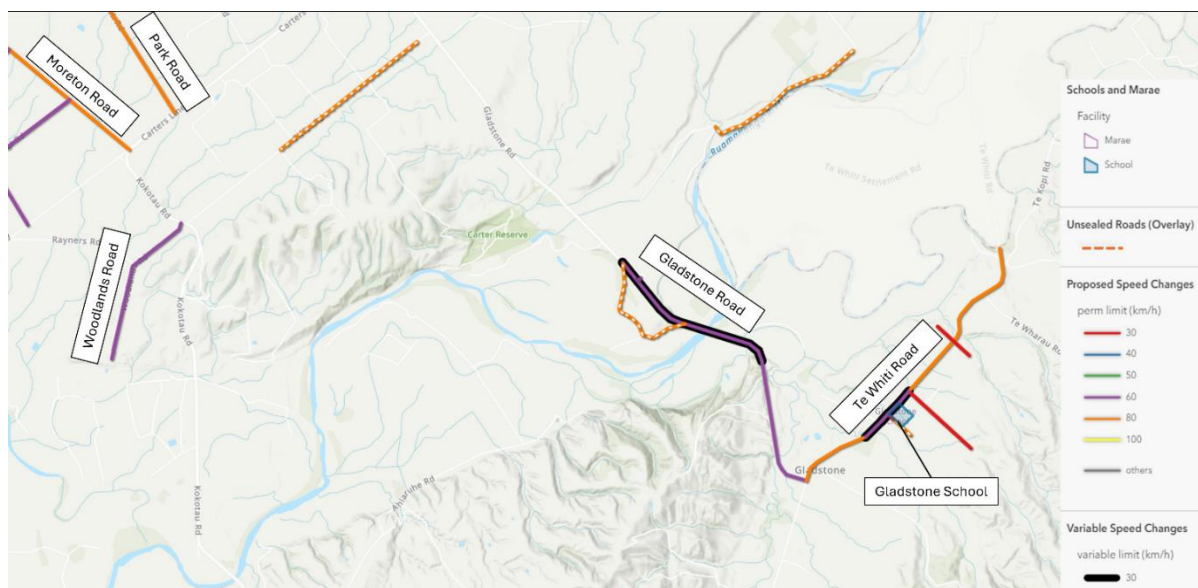 Park Road
Moreton Road
Carters Line
Gladstone Rd
Te Whiti Settlement Rd
Te Whiti Rd
Te Kopi Rd
Kokotau Rd
Carter Reserve
Rayners Rd
Gladstone Road
Woodlands Road
Te Wharau Rd
Te Whiti Road
Kokotau Rd
Ahiaruhe Rd
Gladstone
Gladstone School
Kokotau Rd
Schools and Marae
Facility
Marae
School
Unsealed Roads (Overlay)
Proposed Speed Changes
perm limit (km/h)
30
40
50
60
80
100
others
Variable Speed Changes
variable limit (km/h)
30